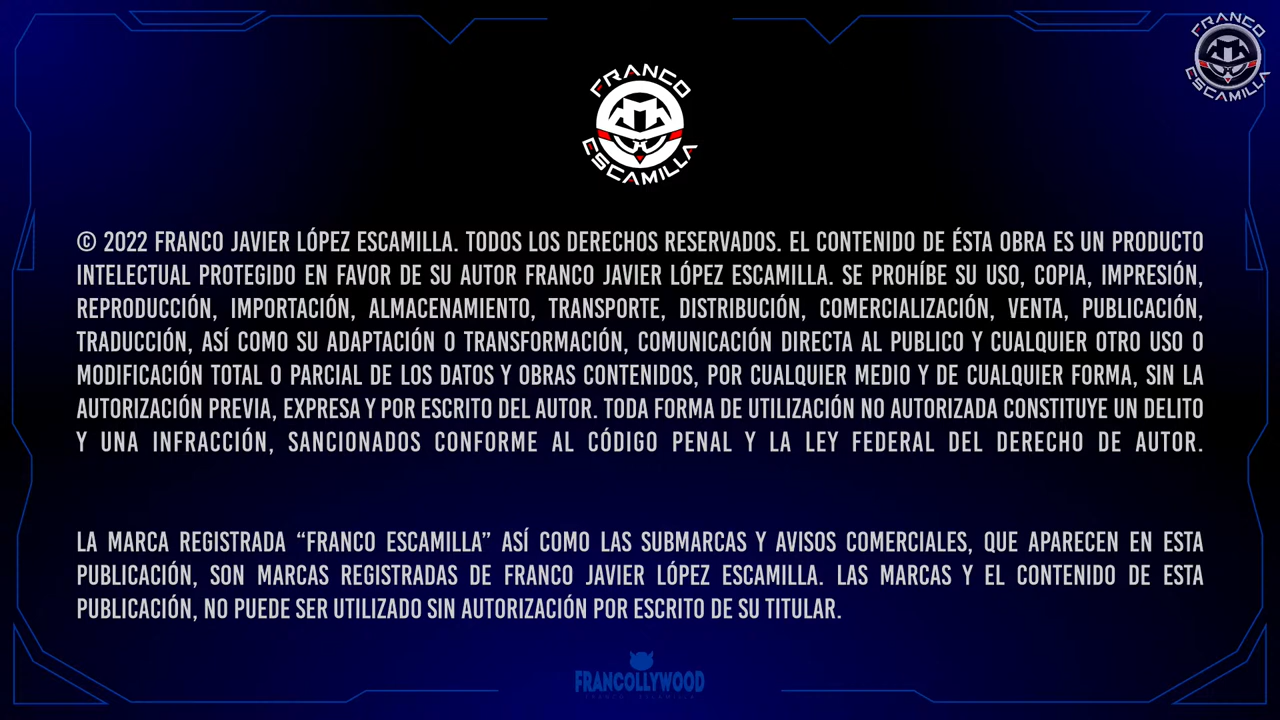 FRANCO
ESCAMILLA
FRANCO
ESCAMILLA
© 2022 FRANCO JAVIER LÓPEZ ESCAMILLA. TODOS LOS DERECHOS RESERVADOS. EL CONTENIDO DE ÉSTA OBRA ES UN PRODUCTO
INTELECTUAL PROTEGIDO EN FAVOR DE SU AUTOR FRANCO JAVIER LÓPEZ ESCAMILLA. SE PROHÍBE SU USO, COPIA, IMPRESIÓN,
REPRODUCCIÓN, IMPORTACIÓN, ALMACENAMIENTO, TRANSPORTE, DISTRIBUCIÓN, COMERCIALIZACIÓN, VENTA, PUBLICACIÓN,
TRADUCCIÓN, ASÍ COMO SU ADAPTACIÓN O TRANSFORMACIÓN, COMUNICACIÓN DIRECTA AL PUBLICO Y CUALQUIER OTRO USO O
MODIFICACIÓN TOTAL O PARCIAL DE LOS DATOS Y OBRAS CONTENIDOS, POR CUALQUIER MEDIO Y DE CUALQUIER FORMA, SIN LA
AUTORIZACIÓN PREVIA, EXPRESA Y POR ESCRITO DEL AUTOR. TODA FORMA DE UTILIZACIÓN NO AUTORIZADA CONSTITUYE UN DELITO
Y UNA INFRACCIÓN, SANCIONADOS CONFORME AL CÓDIGO PENAL Y LA LEY FEDERAL DEL DERECHO DE AUTOR.
LA MARCA REGISTRADA “FRANCO ESCAMILLA” ASÍ COMO LAS SUBMARCAS Y AVISOS COMERCIALES, QUE APARECEN EN ESTA
PUBLICACIÓN, SON MARCAS REGISTRADAS DE FRANCO JAVIER LÓPEZ ESCAMILLA. LAS MARCAS Y EL CONTENIDO DE ESTA
PUBLICACIÓN, NO PUEDE SER UTILIZADO SIN AUTORIZACIÓN POR ESCRITO DE SU TITULAR.
FRANCOLLYWOOD